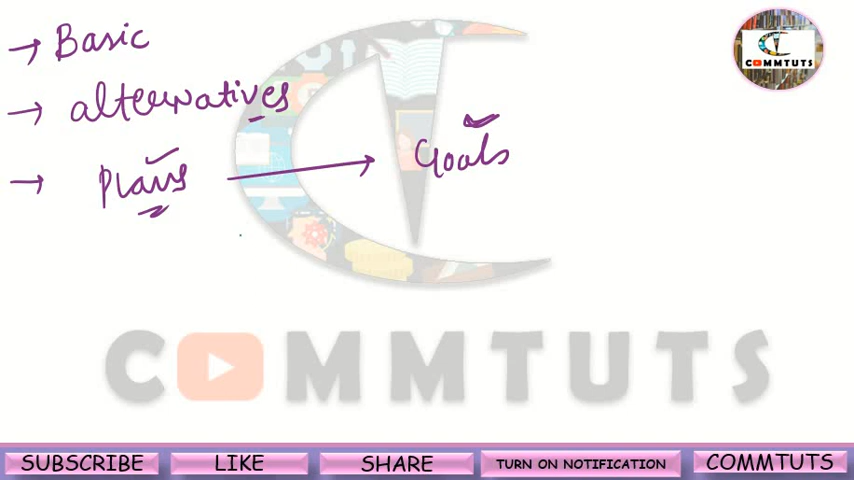 → Basic
→ alternatives
→ Plans → Goals
COMMTUTS
COMMTUTS
SUBSCRIBE LIKE SHARE TURN ON NOTIFICATION COMMTUTS